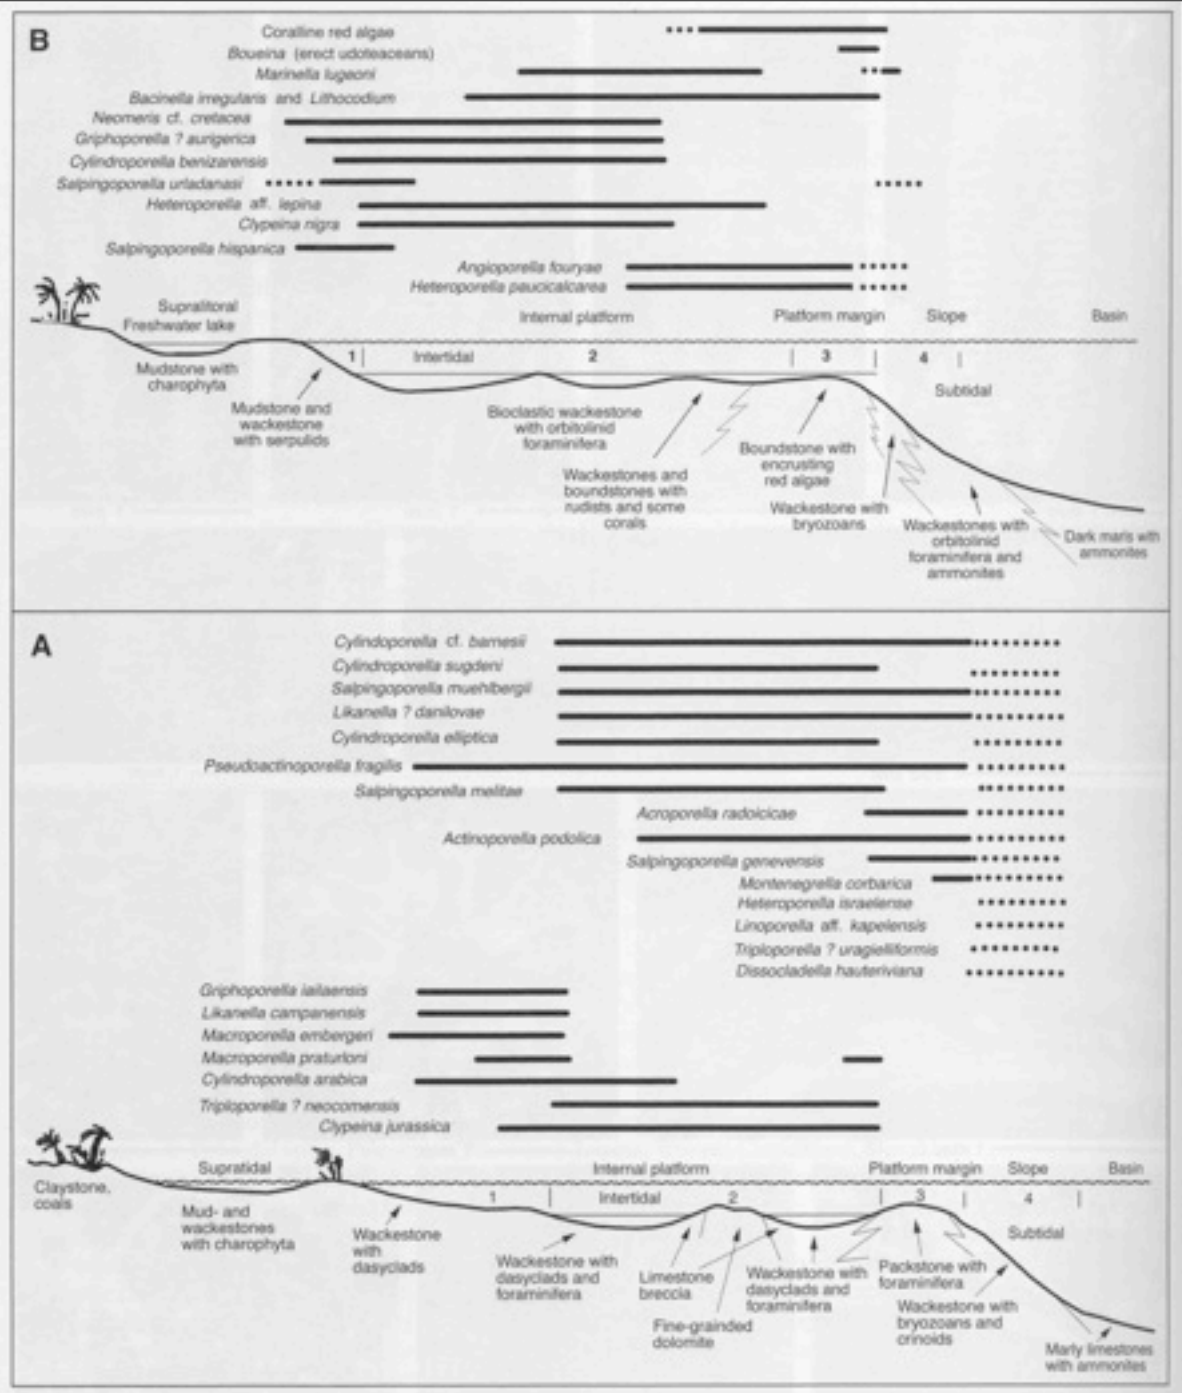 B
Coralline red algae
Boueina (erect udoteaceans)
Marinella lugeoni
Bacinella irregularis and Lithocodium
Neomeris cf. cretacea
Griphoporella ? aurigerica
Cylindroporella benizarensis
Salpingoporella urladanasi
Heteroporella aff. lepina
Clypeina nigra
Salpingoporella hispanica
Angioporella fouryae
Heteroporella paucicalcarea
Supralitoral
Freshwater lake
Internal platform
Platform margin
Slope
Basin
1
Intertidal
2
3
4
Subtidal
Mudstone with
charophyta
Mudstone and
wackestone
with serpulids
Bioclastic wackestone
with orbitolinid
foraminifera
Wackestones and
boundstones with
rudists and some
corals
Boundstone with
encrusting
red algae
Wackestone with
bryozoans
Wackestones with
orbitolinid
foraminifera and
ammonites
Dark marls with
ammonites
A
Cylindoporella cf. barnesii
Cylindroporella sugdeni
Salpingoporella muehlbergii
Likanella ? danilovae
Cylindroporella elliptica
Pseudoactinoporella fragilis
Salpingoporella melitae
Acroporella radoicicae
Actinoporella podolica
Salpingoporella genevensis
Montenegrella corbarica
Heteroporella israelense
Linoporella aff. kapelensis
Triploporella ? uragielliformis
Dissocladella hauteriviana
Griphoporella iailaensis
Likanella campanensis
Macroporella embergeri
Macroporella praturloni
Cylindroporella arabica
Triploporella ? neocomensis
Clypeina jurassica
Supratidal
Internal platform
Platform margin
Slope
Basin
Claystone,
coals
1
Intertidal
2
3
4
Subtidal
Mud- and
wackestones
with charophyta
Wackestone
with
dasyclads
Wackestone with
dasyclads and
foraminifera
Limestone
breccia
Fine-grainded
dolomite
Wackestone with
dasyclads and
foraminifera
Packstone with
foraminifera
Wackestone with
bryozoans and
crinoids
Marly limestones
with ammonites